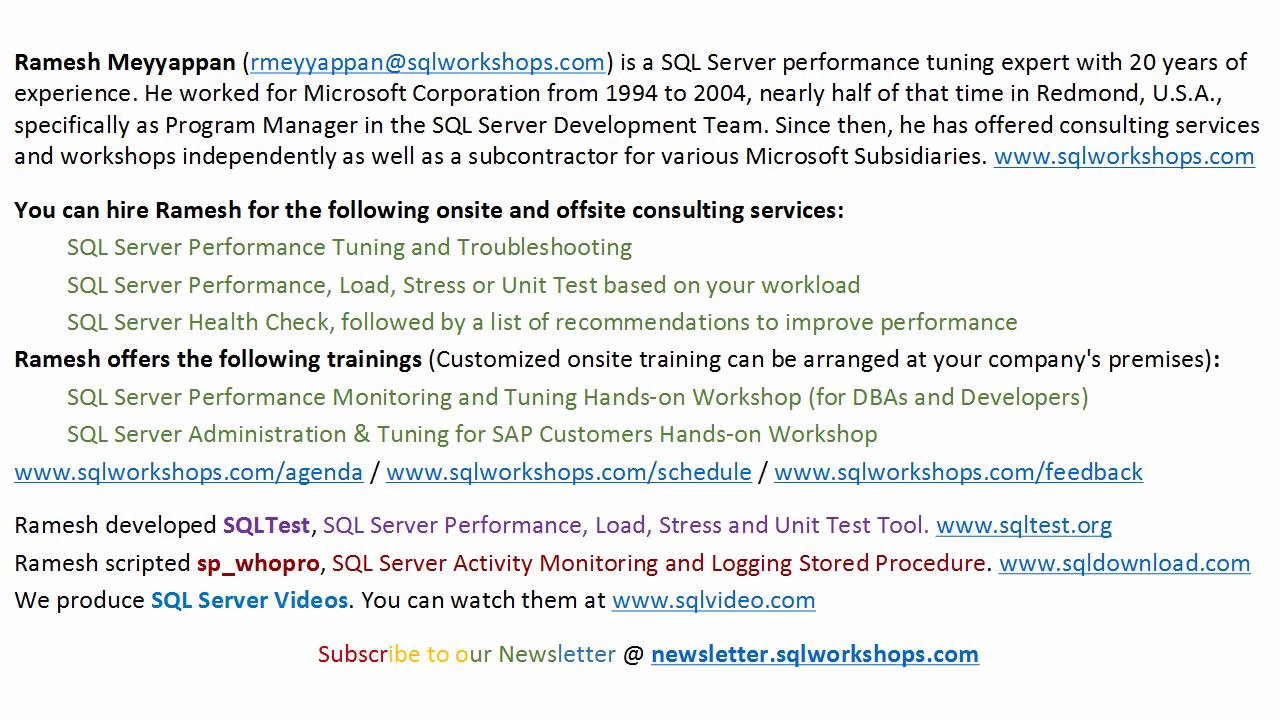 Ramesh Meyyappan (rmeyyappan@sqlworkshops.com) is a SQL Server performance tuning expert with 20 years of
experience. He worked for Microsoft Corporation from 1994 to 2004, nearly half of that time in Redmond, U.S.A.,
specifically as Program Manager in the SQL Server Development Team. Since then, he has offered consulting services
and workshops independently as well as a subcontractor for various Microsoft Subsidiaries. www.sqlworkshops.com
You can hire Ramesh for the following onsite and offsite consulting services:
SQL Server Performance Tuning and Troubleshooting
SQL Server Performance, Load, Stress or Unit Test based on your workload
SQL Server Health Check, followed by a list of recommendations to improve performance
Ramesh offers the following trainings (Customized onsite training can be arranged at your company's premises):
SQL Server Performance Monitoring and Tuning Hands-on Workshop (for DBAs and Developers)
SQL Server Administration & Tuning for SAP Customers Hands-on Workshop
www.sqlworkshops.com/agenda / www.sqlworkshops.com/schedule / www.sqlworkshops.com/feedback
Ramesh developed SQLTest, SQL Server Performance, Load, Stress and Unit Test Tool. www.sqltest.org
Ramesh scripted sp_whopro, SQL Server Activity Monitoring and Logging Stored Procedure. www.sqldownload.com
We produce SQL Server Videos. You can watch them at www.sqlvideo.com
Subscribe to our Newsletter @ newsletter.sqlworkshops.com